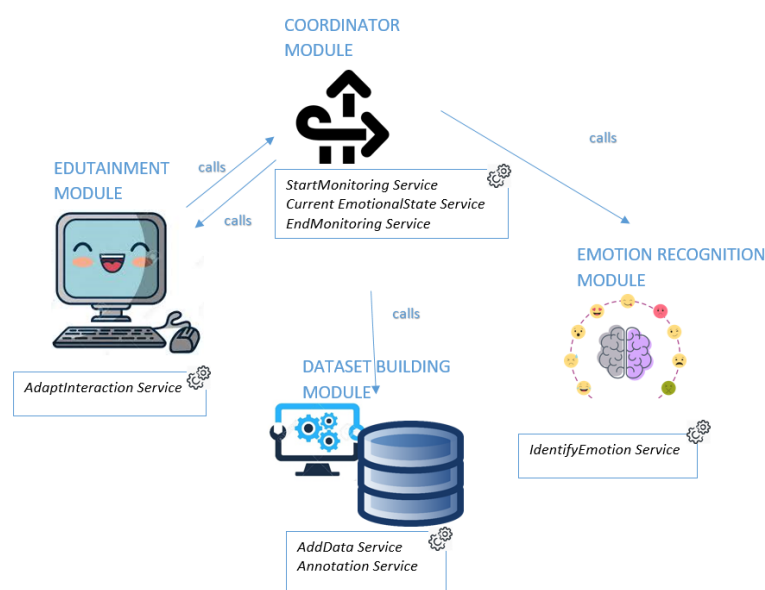 COORDINATOR
MODULE
EDUTAINMENT
MODULE
calls
calls
calls
StartMonitoring Service
Current EmotionalState Service
EndMonitoring Service
EMOTION RECOGNITION
MODULE
calls
DATASET BUILDING
MODULE
AdaptInteraction Service
IdentifyEmotion Service
AddData Service
Annotation Service